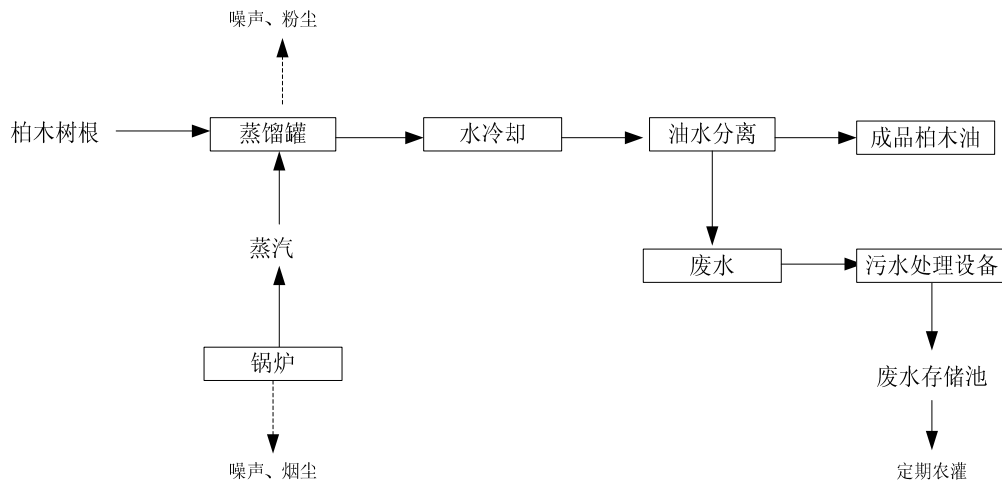 噪声、粉尘
柏木树根
蒸馏罐
水冷却
油水分离
成品柏木油
蒸汽
废水
污水处理设备
锅炉
废水存储池
噪声、烟尘
定期农灌